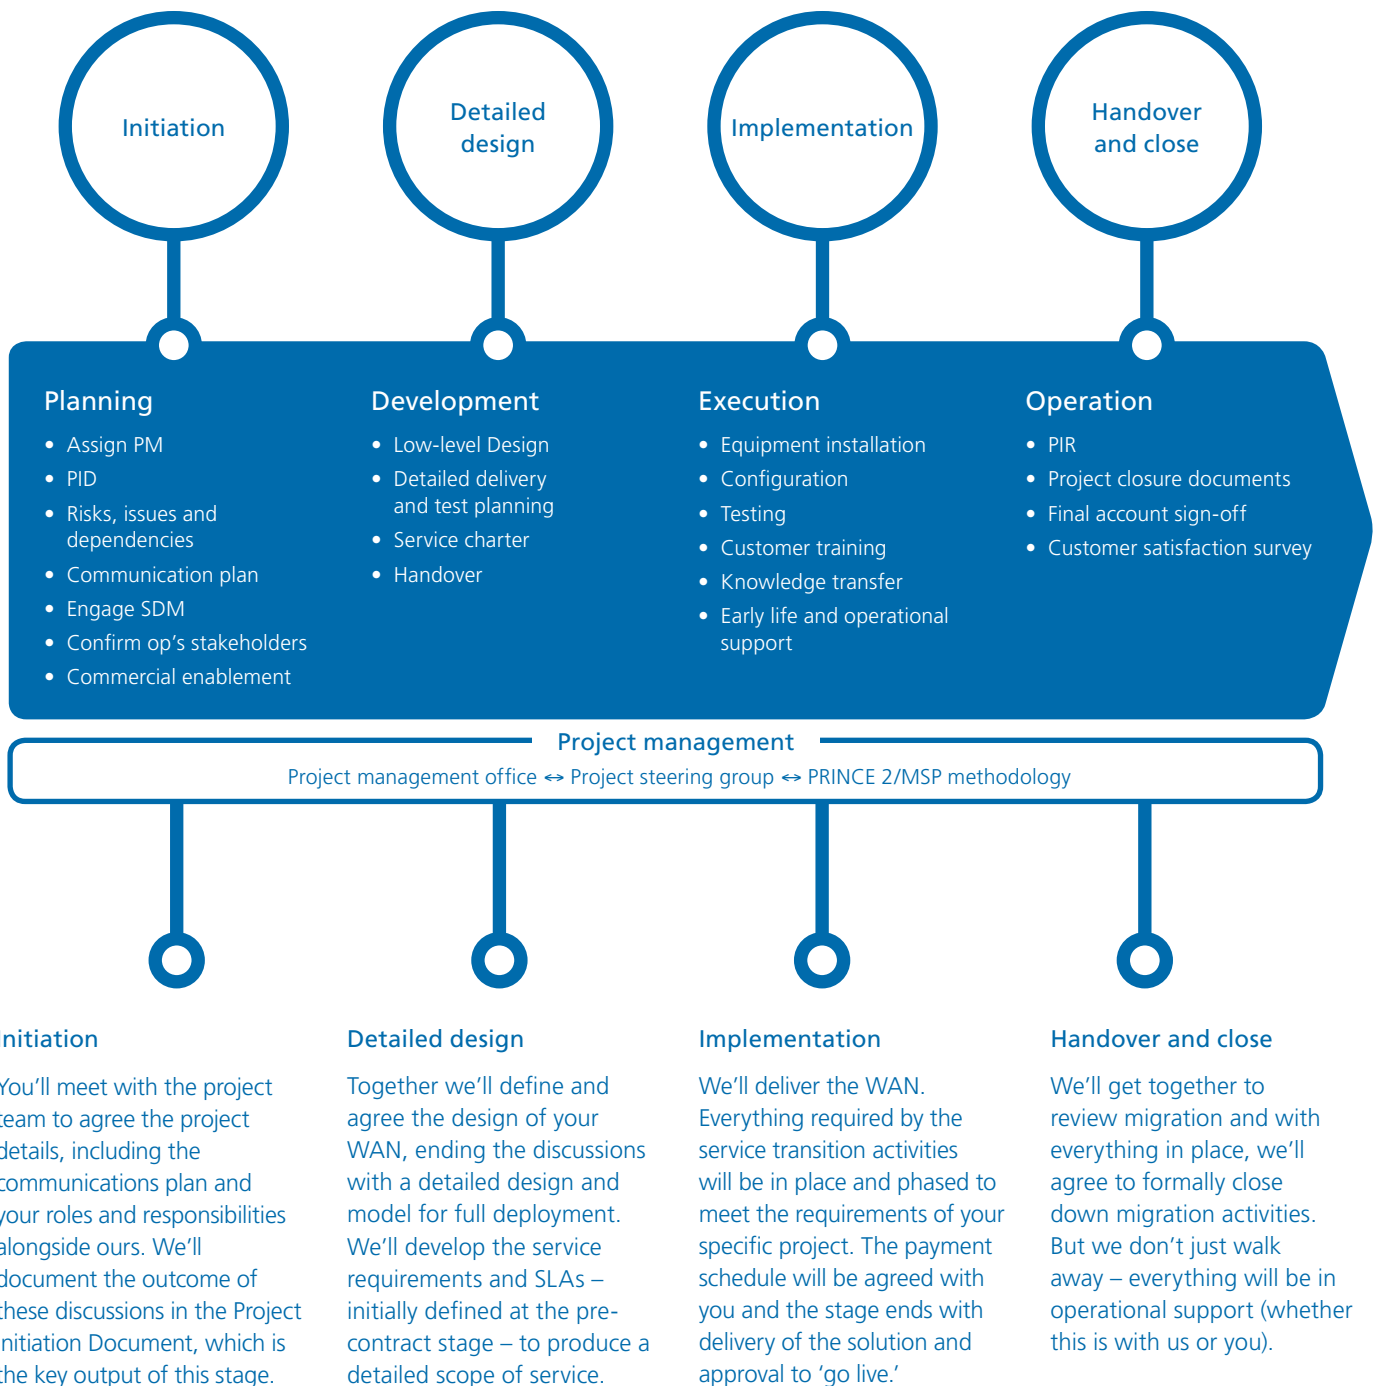 Initiation
Detailed
design
Implementation
Handover
and close
Planning
• Assign PM
• PID
• Risks, issues and
dependencies
• Communication plan
• Engage SDM
• Confirm op's stakeholders
• Commercial enablement
Development
• Low-level Design
• Detailed delivery
and test planning
• Service charter
• Handover
Execution
• Equipment installation
• Configuration
• Testing
• Customer training
• Knowledge transfer
• Early life and operational
support
Operation
• PIR
• Project closure documents
• Final account sign-off
• Customer satisfaction survey
Project management
Project management office ↔ Project steering group ↔ PRINCE 2/MSP methodology
Initiation
You'll meet with the project
team to agree the project
details, including the
communications plan and
your roles and responsibilities
alongside ours. We'll
document the outcome of
these discussions in the Project
Initiation Document, which is
the key output of this stage.
Detailed design
Together we'll define and
agree the design of your
WAN, ending the discussions
with a detailed design and
model for full deployment.
We'll develop the service
requirements and SLAs –
initially defined at the pre-
contract stage – to produce a
detailed scope of service.
Implementation
We'll deliver the WAN.
Everything required by the
service transition activities
will be in place and phased to
meet the requirements of your
specific project. The payment
schedule will be agreed with
you and the stage ends with
delivery of the solution and
approval to 'go live.'
Handover and close
We'll get together to
review migration and with
everything in place, we'll
agree to formally close
down migration activities.
But we don't just walk
away – everything will be in
operational support (whether
this is with us or you).